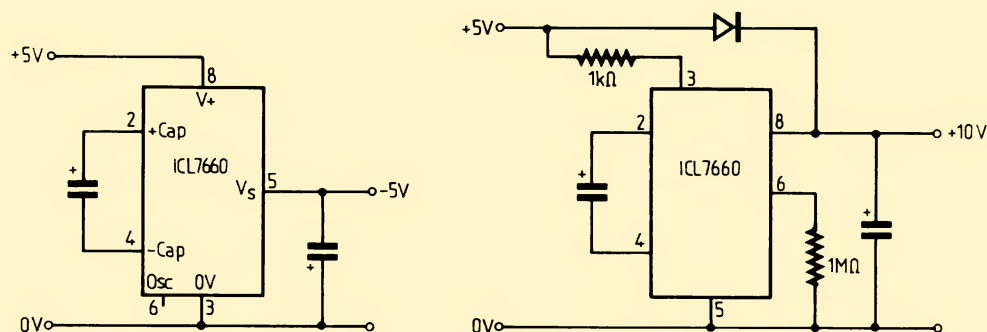 +5V
8
V+
2
+Cap
ICL7660
5
VS
-5V
+
+
4
-Cap
Osc
0V
6
3
0V
+5V
1kΩ
3
2
8
+10V
ICL7660
6
+
+
4
1MΩ
5
0V